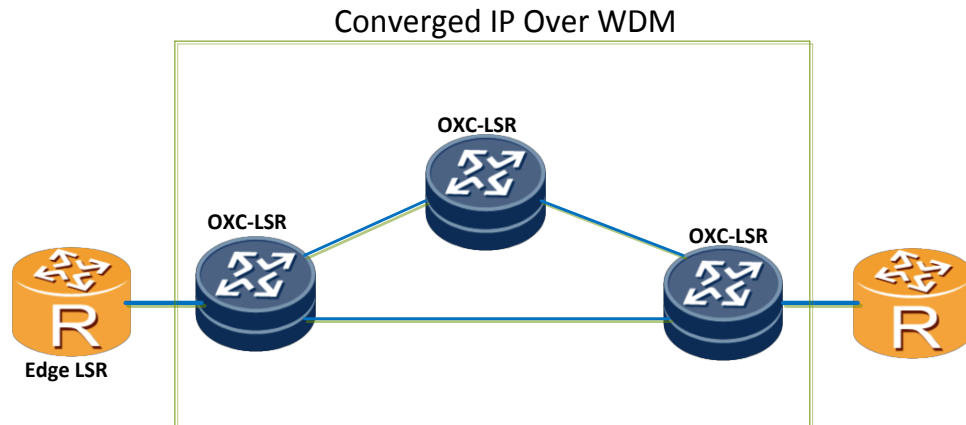 Converged IP Over WDM
OXC-LSR
OXC-LSR
OXC-LSR
R
Edge LSR
R